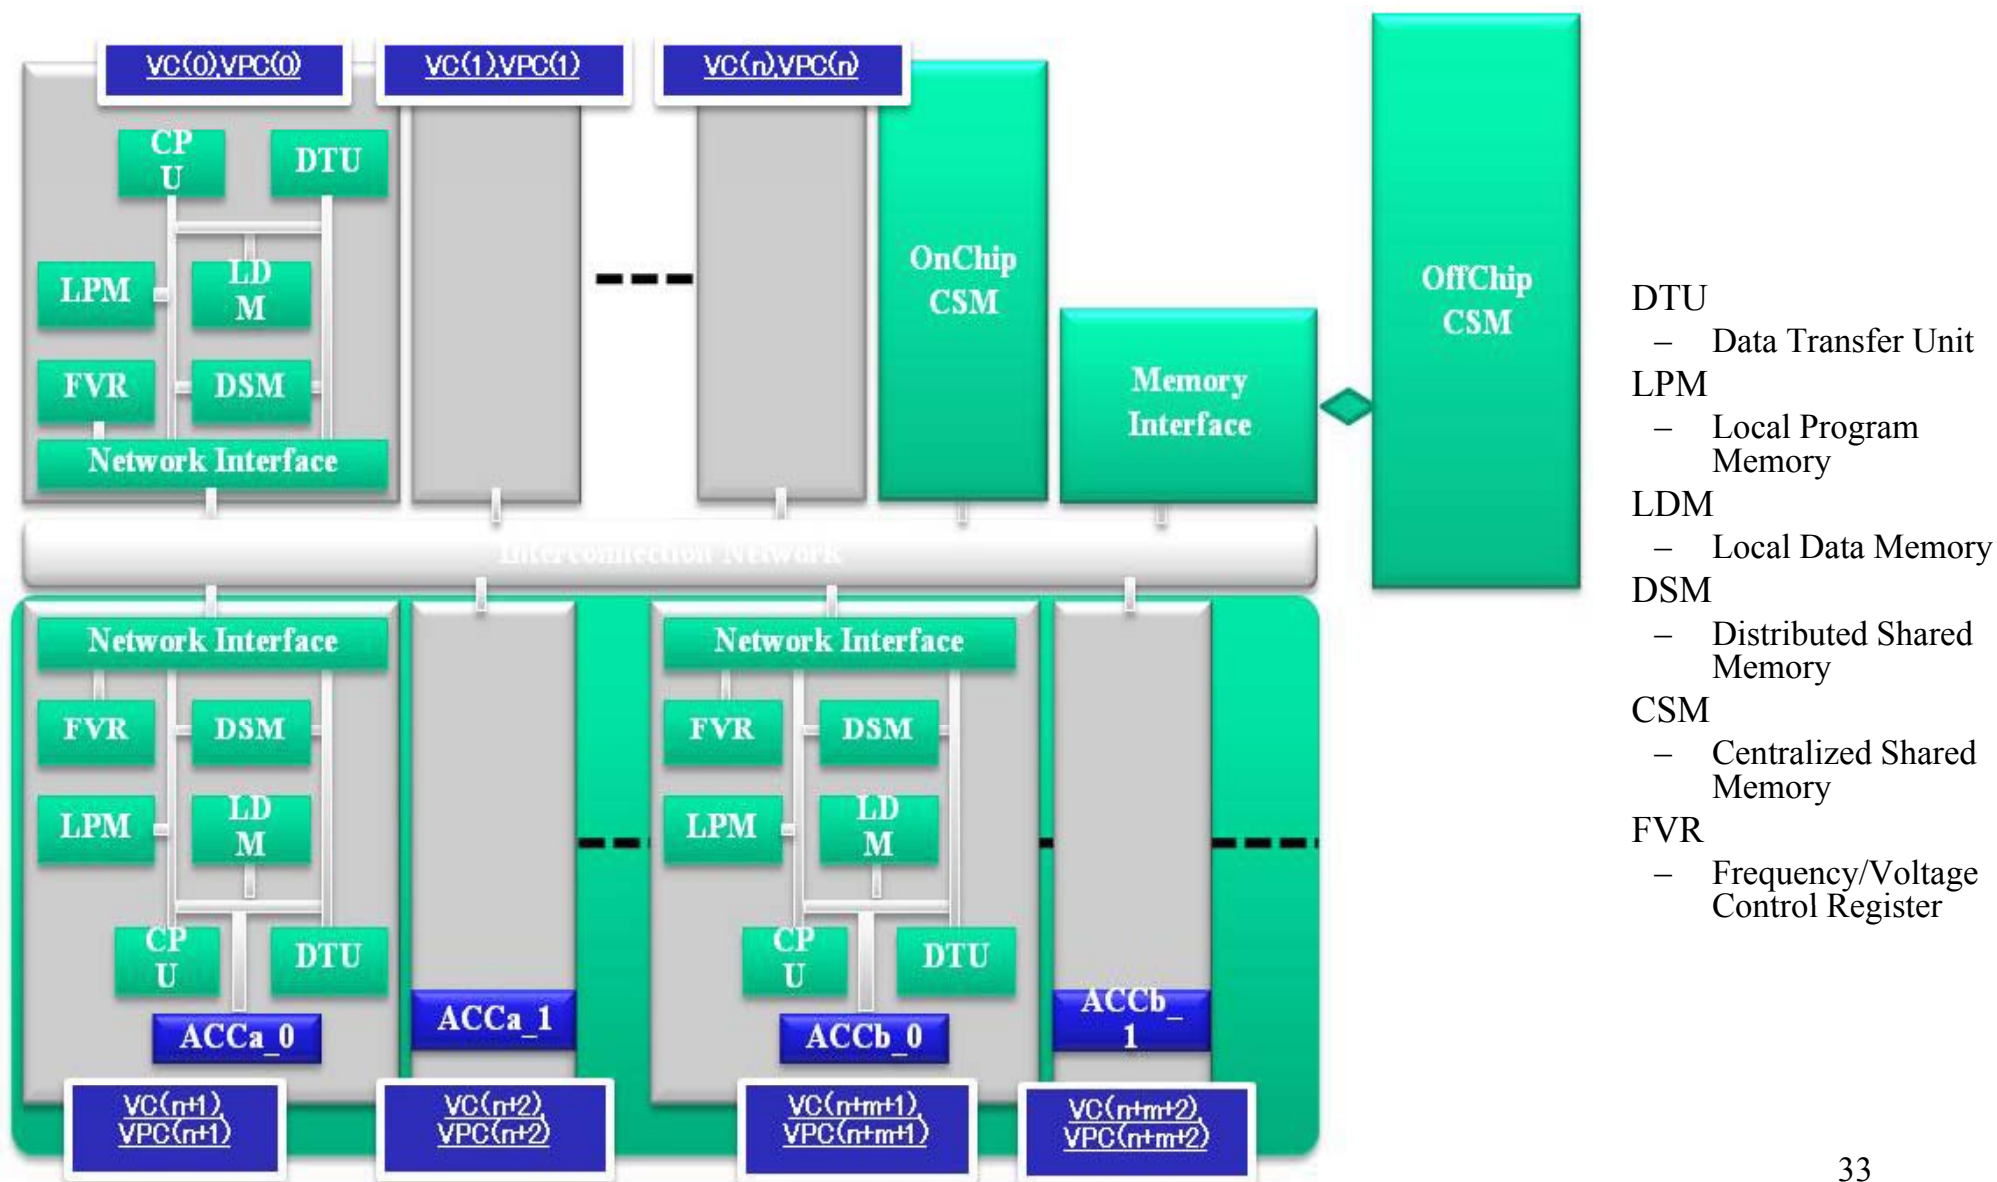 VC(0),VPC(0)
VC(1),VPC(1)
VC(n),VPC(n)
CP
U
DTU
LPM
LD
M
FVR
DSM
Network Interface
OnChip
CSM
Memory
Interface
OffChip
CSM
Interconnection Network
Network Interface
FVR
DSM
LPM
LD
M
CP
U
DTU
ACCa_0
ACCa_1
Network Interface
FVR
DSM
LPM
LD
M
CP
U
DTU
ACCb_0
ACCb_
1
VC(n+1),
VPC(n+1)
VC(n+2),
VPC(n+2)
VC(n+m+1),
VPC(n+m+1)
VC(n+m+2),
VPC(n+m+2)
DTU
– Data Transfer Unit
LPM
– Local Program
Memory
LDM
– Local Data Memory
DSM
– Distributed Shared
Memory
CSM
– Centralized Shared
Memory
FVR
– Frequency/Voltage
Control Register
33